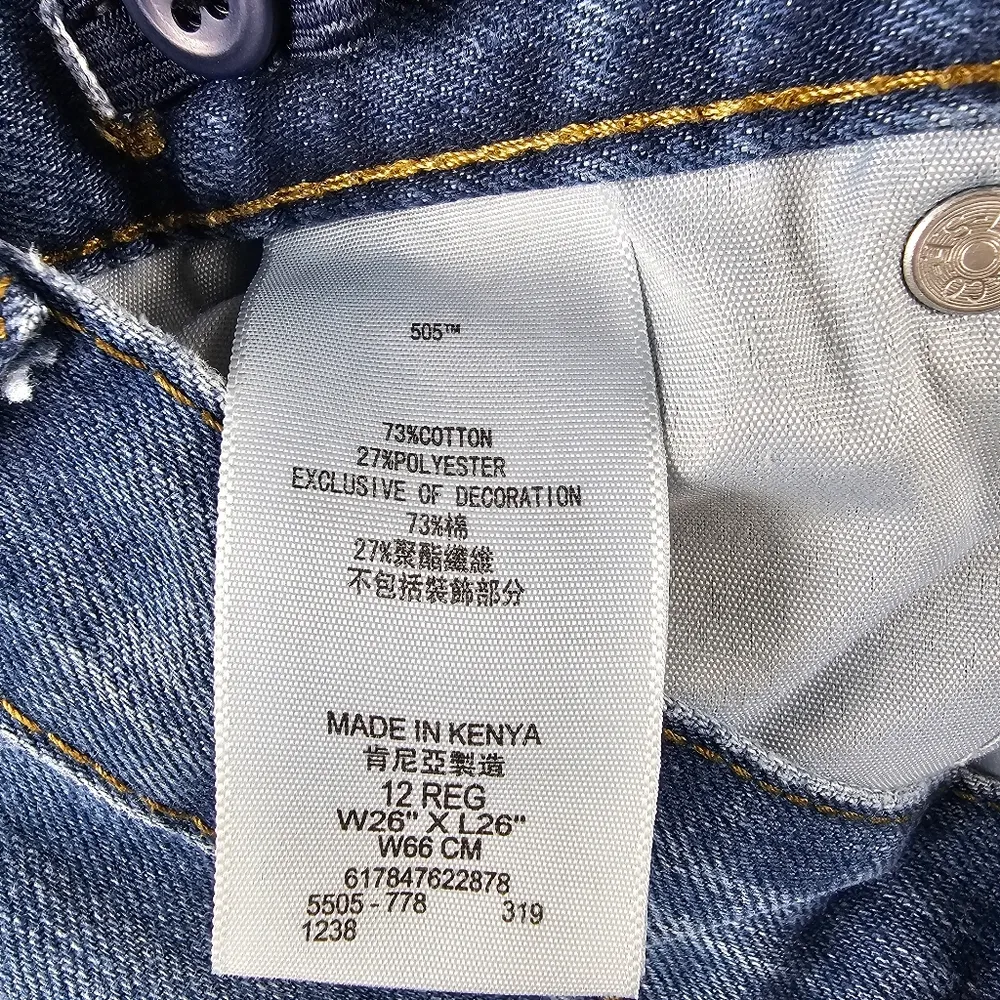 505™
73%COTTON
27%POLYESTER
EXCLUSIVE OF DECORATION
73%棉
27%聚酯纖維
不包括裝飾部分
MADE IN KENYA
肯尼亞製造
12 REG
W26" X L26"
W66 CM
617847622878
5505-778 319
1238